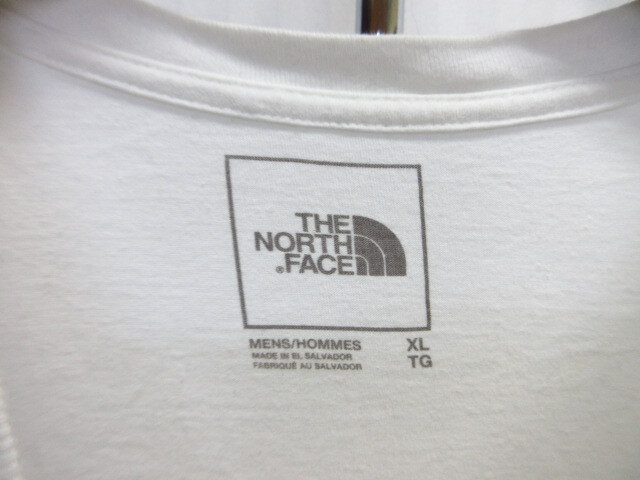 THE
NORTH
FACE
MENS/HOMMES XL
MADE IN EL SALVADOR
FABRIQUÉ AU SALVADOR TG